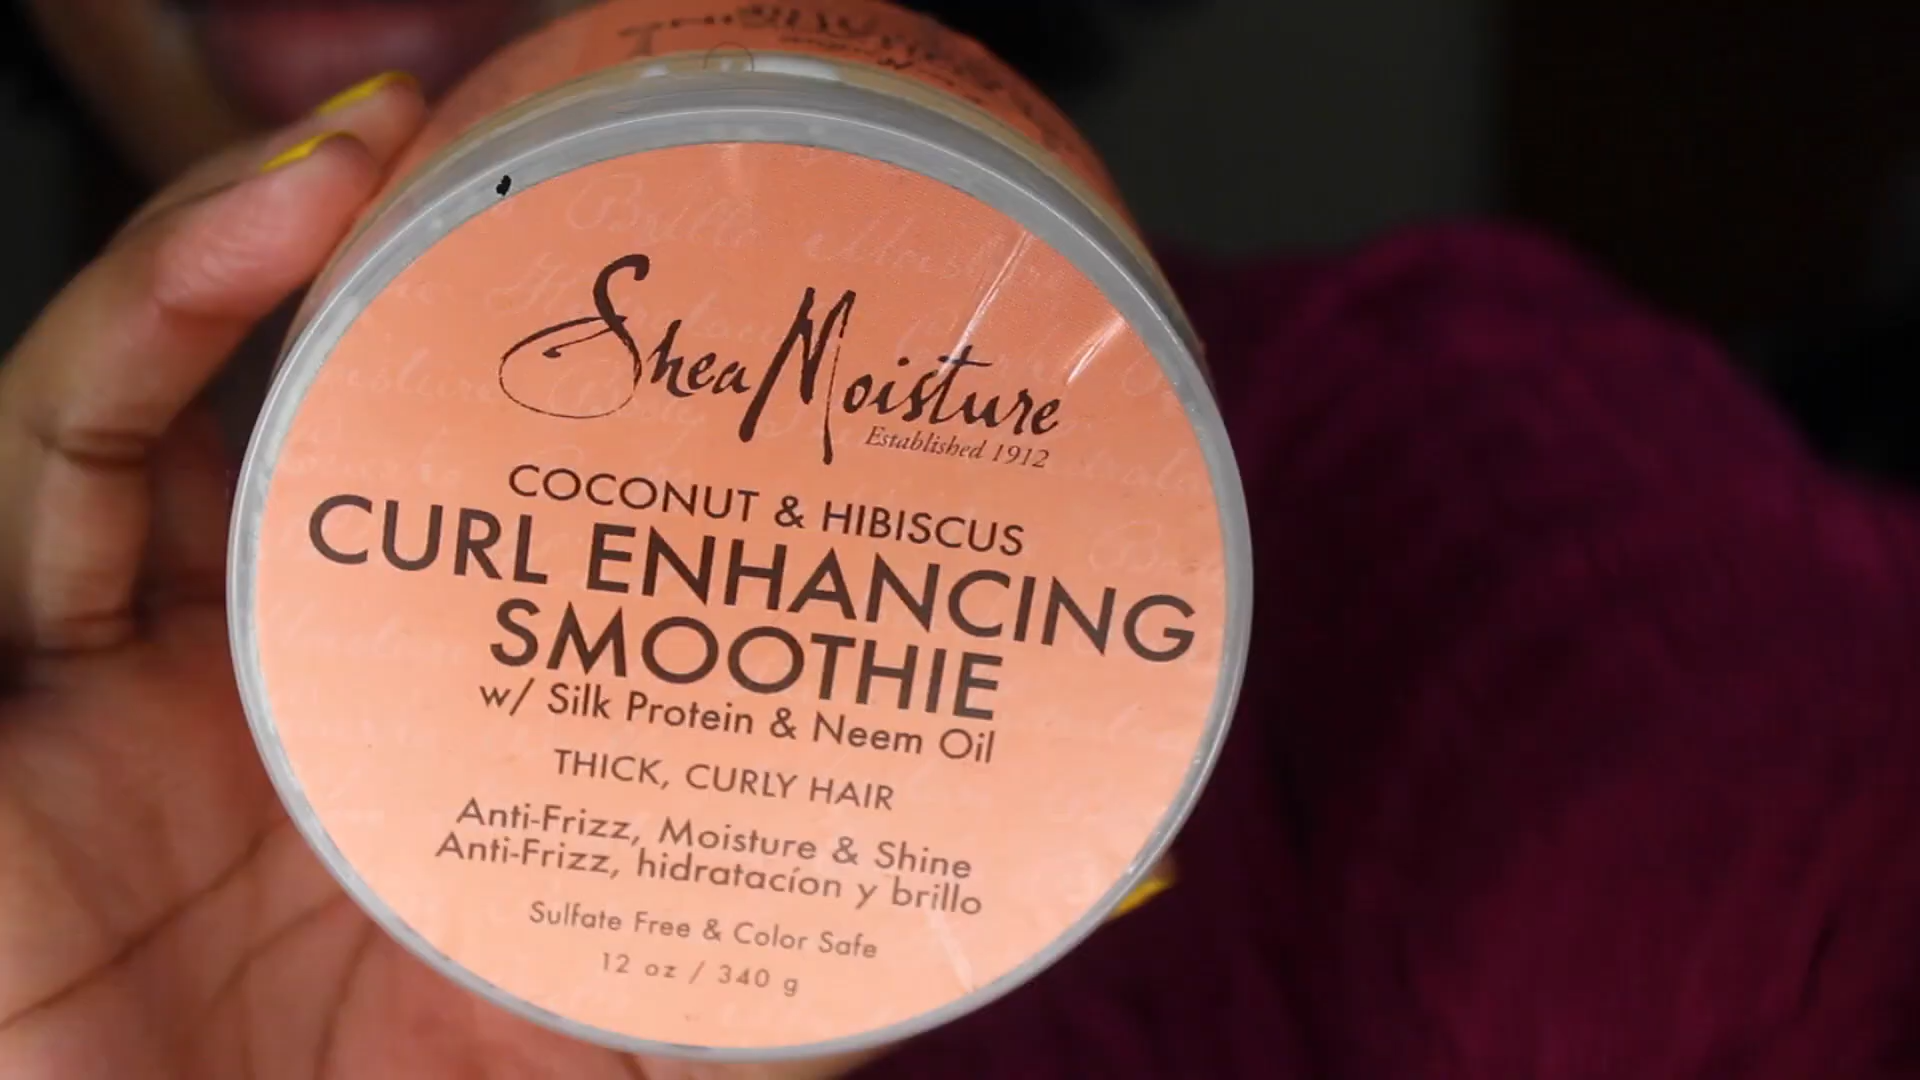 SheaMoisture
Established 1912
COCONUT & HIBISCUS
CURL ENHANCING
SMOOTHIE
w/ Silk Protein & Neem Oil
THICK, CURLY HAIR
Anti-Frizz, Moisture & Shine
Anti-Frizz, hidratacíon y brillo
Sulfate Free & Color Safe
12 oz / 340 g